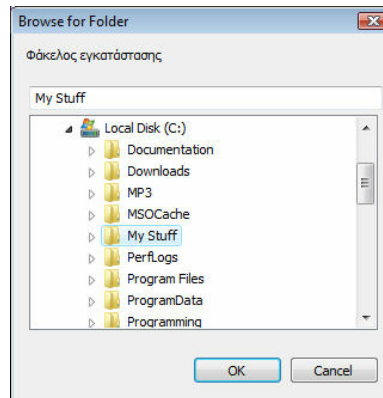 Browse for Folder
Φάκελος εγκατάστασης
My Stuff
Local Disk (C:)
Documentation
Downloads
MP3
MSOCache
My Stuff
PerfLogs
Program Files
ProgramData
Programming
OK Cancel